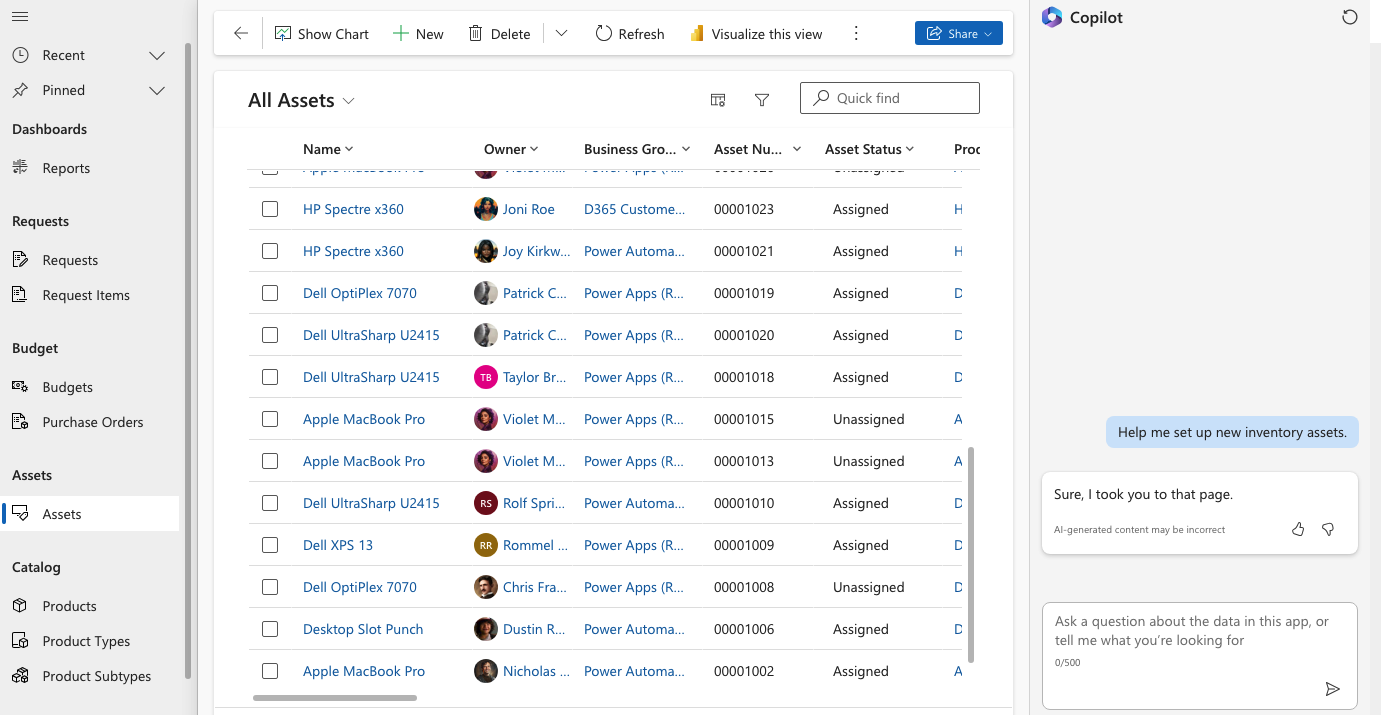 Recent
Pinned
Dashboards
Reports
Requests
Requests
Request Items
Budget
Budgets
Purchase Orders
Assets
Assets
Catalog
Products
Product Types
Product Subtypes
Show Chart New Delete Refresh Visualize this view Share
All Assets
Quick find
Name Owner Business Gro... Asset Nu... Asset Status Proc
HP Spectre x360 Joni Roe D365 Custome... 00001023 Assigned H
HP Spectre x360 Joy Kirkw... Power Automa... 00001021 Assigned H
Dell OptiPlex 7070 Patrick C... Power Apps (R... 00001019 Assigned D
Dell UltraSharp U2415 Patrick C... Power Apps (R... 00001020 Assigned D
Dell UltraSharp U2415 TB Taylor Br... Power Apps (R... 00001018 Assigned D
Apple MacBook Pro Violet M... Power Apps (R... 00001015 Unassigned A
Apple MacBook Pro Violet M... Power Apps (R... 00001013 Unassigned A
Dell UltraSharp U2415 RS Rolf Spri... Power Automa... 00001010 Assigned D
Dell XPS 13 RR Rommel ... Power Automa... 00001009 Assigned D
Dell OptiPlex 7070 Chris Fra... Power Apps (R... 00001008 Unassigned D
Desktop Slot Punch Dustin R... Power Automa... 00001006 Assigned D
Apple MacBook Pro Nicholas ... Power Automa... 00001002 Assigned A
Copilot
Help me set up new inventory assets.
Sure, I took you to that page.
AI-generated content may be incorrect
Ask a question about the data in this app, or
tell me what you're looking for
0/500